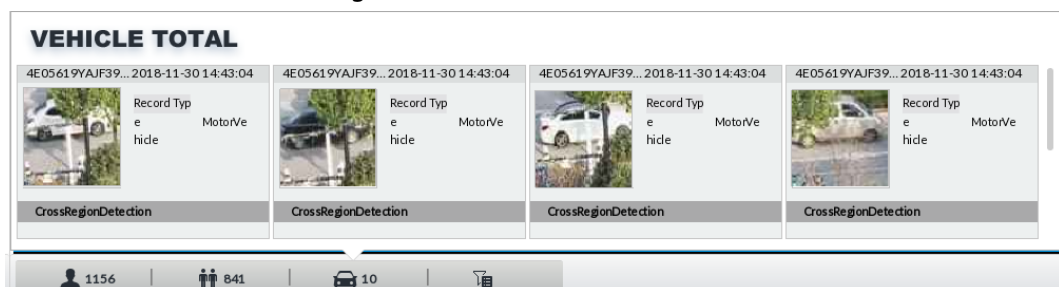 VEHICLE TOTAL
4E05619YAJF39... 2018-11-30 14:43:04
Record Typ
e MotorVe
hicle
CrossRegionDetection
4E05619YAJF39... 2018-11-30 14:43:04
Record Typ
e MotorVe
hicle
CrossRegionDetection
4E05619YAJF39... 2018-11-30 14:43:04
Record Typ
e MotorVe
hicle
CrossRegionDetection
4E05619YAJF39... 2018-11-30 14:43:04
Record Typ
e MotorVe
hicle
CrossRegionDetection
1156 841 10